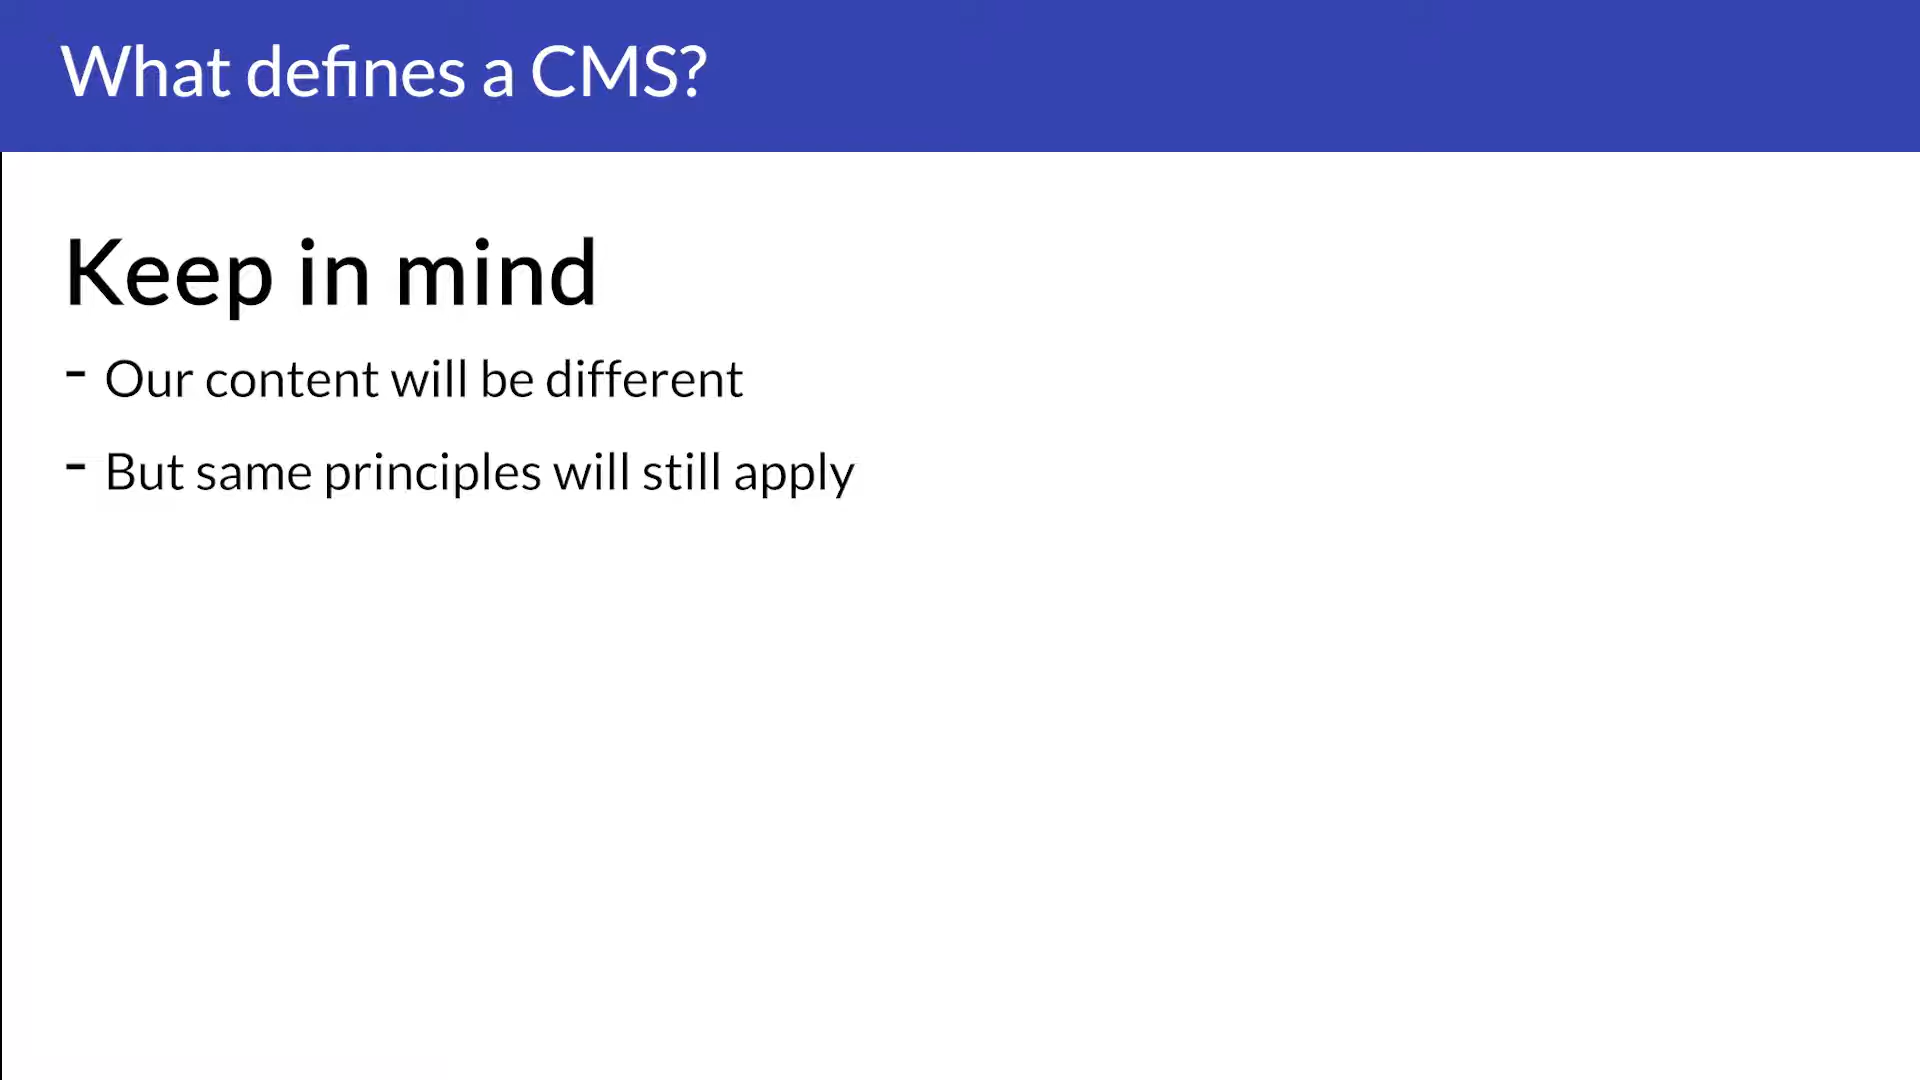 What defines a CMS?
Keep in mind
- Our content will be different
- But same principles will still apply